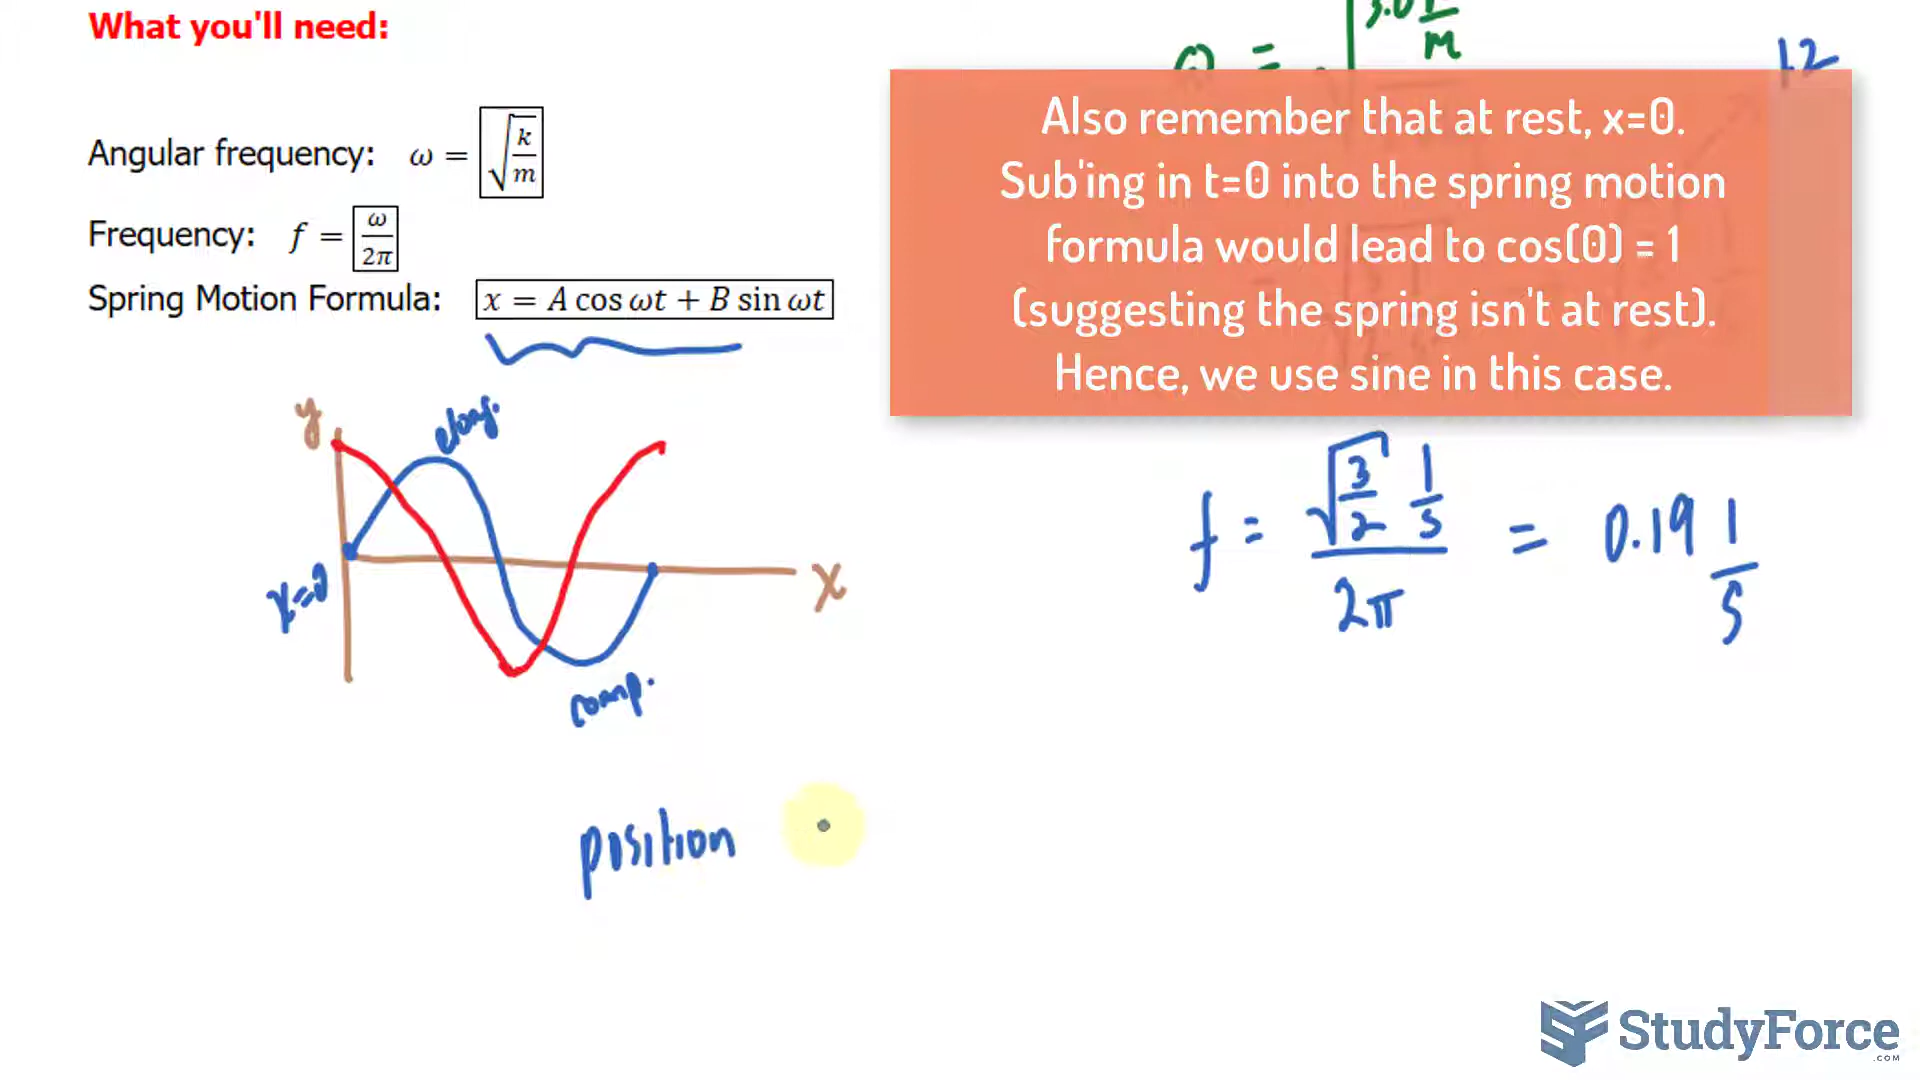 What you'll need:
Angular frequency: ω = √(k/m)
Frequency: f = ω/2π
Spring Motion Formula: x = A cos ωt + B sin ωt
y
elong.
x=0
x
comp.
position
m
12
Also remember that at rest, x=0.
Sub'ing in t=0 into the spring motion
formula would lead to cos(0) = 1
(suggesting the spring isn't at rest).
Hence, we use sine in this case.
f = √(3/2) 1/s / 2π = 0.19 1/s
StudyForce
.COM